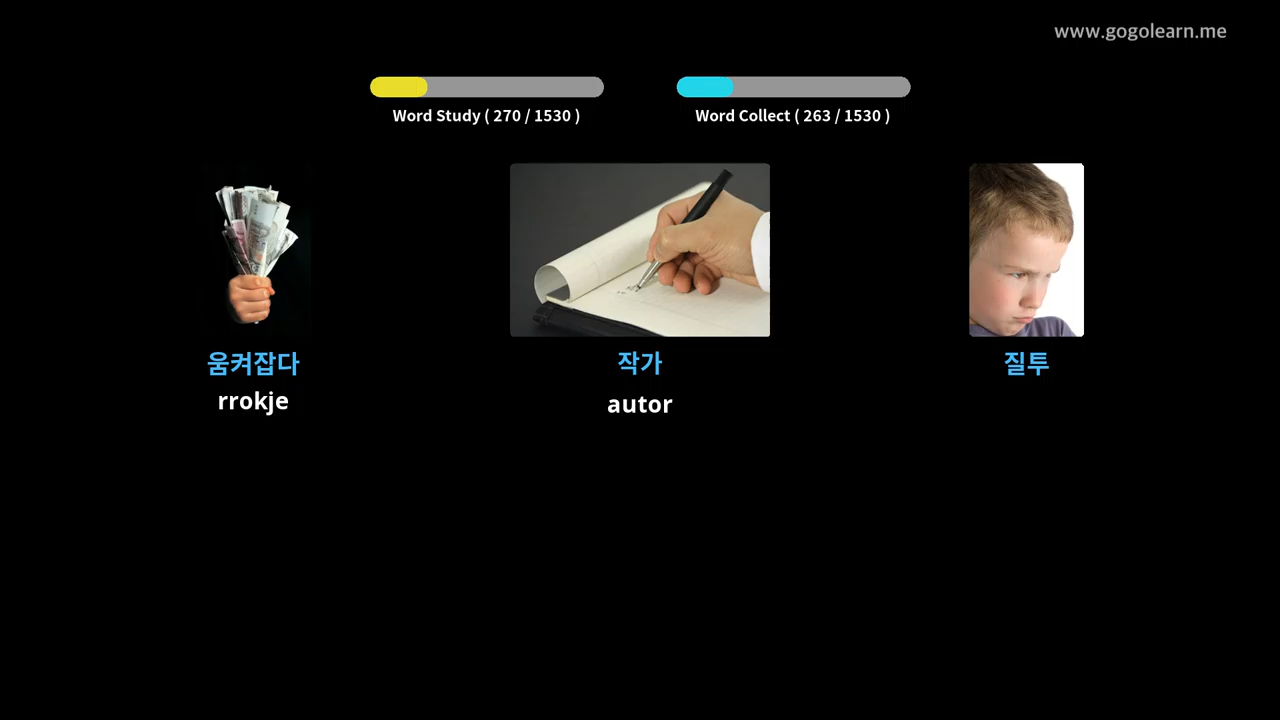 www.gogolearn.me
Word Study ( 270 / 1530 )
Word Collect ( 263 / 1530 )
움켜잡다
작가
질투
rrokje
autor